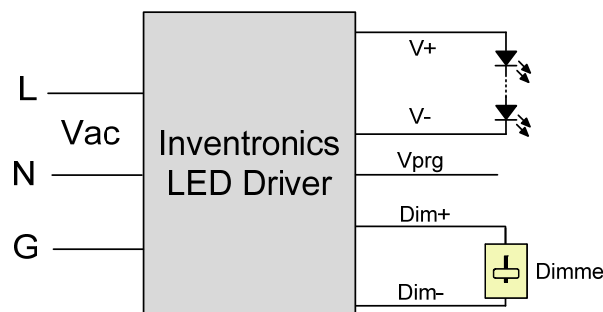 L
Vac
N
G
Inventronics
LED Driver
V+
V-
Vprg
Dim+
Dim-
Dimme